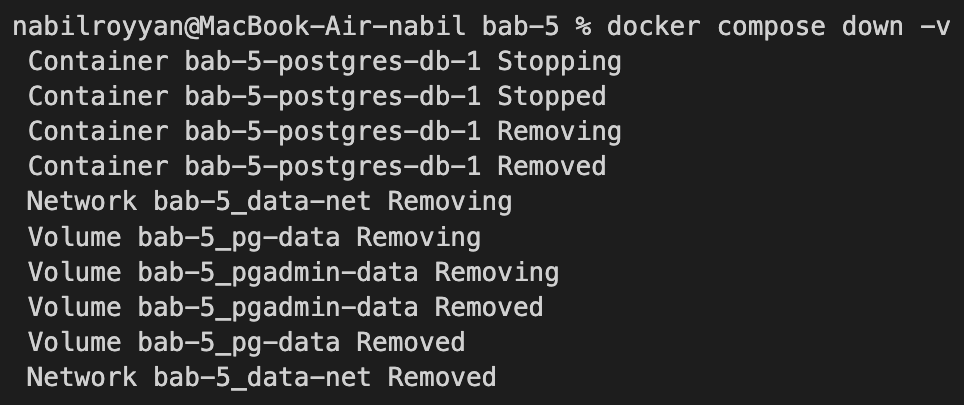 nabilroyyan@MacBook-Air-nabil bab-5 % docker compose down -v
Container bab-5-postgres-db-1 Stopping
Container bab-5-postgres-db-1 Stopped
Container bab-5-postgres-db-1 Removing
Container bab-5-postgres-db-1 Removed
Network bab-5_data-net Removing
Volume bab-5_pg-data Removing
Volume bab-5_pgadmin-data Removing
Volume bab-5_pgadmin-data Removed
Volume bab-5_pg-data Removed
Network bab-5_data-net Removed